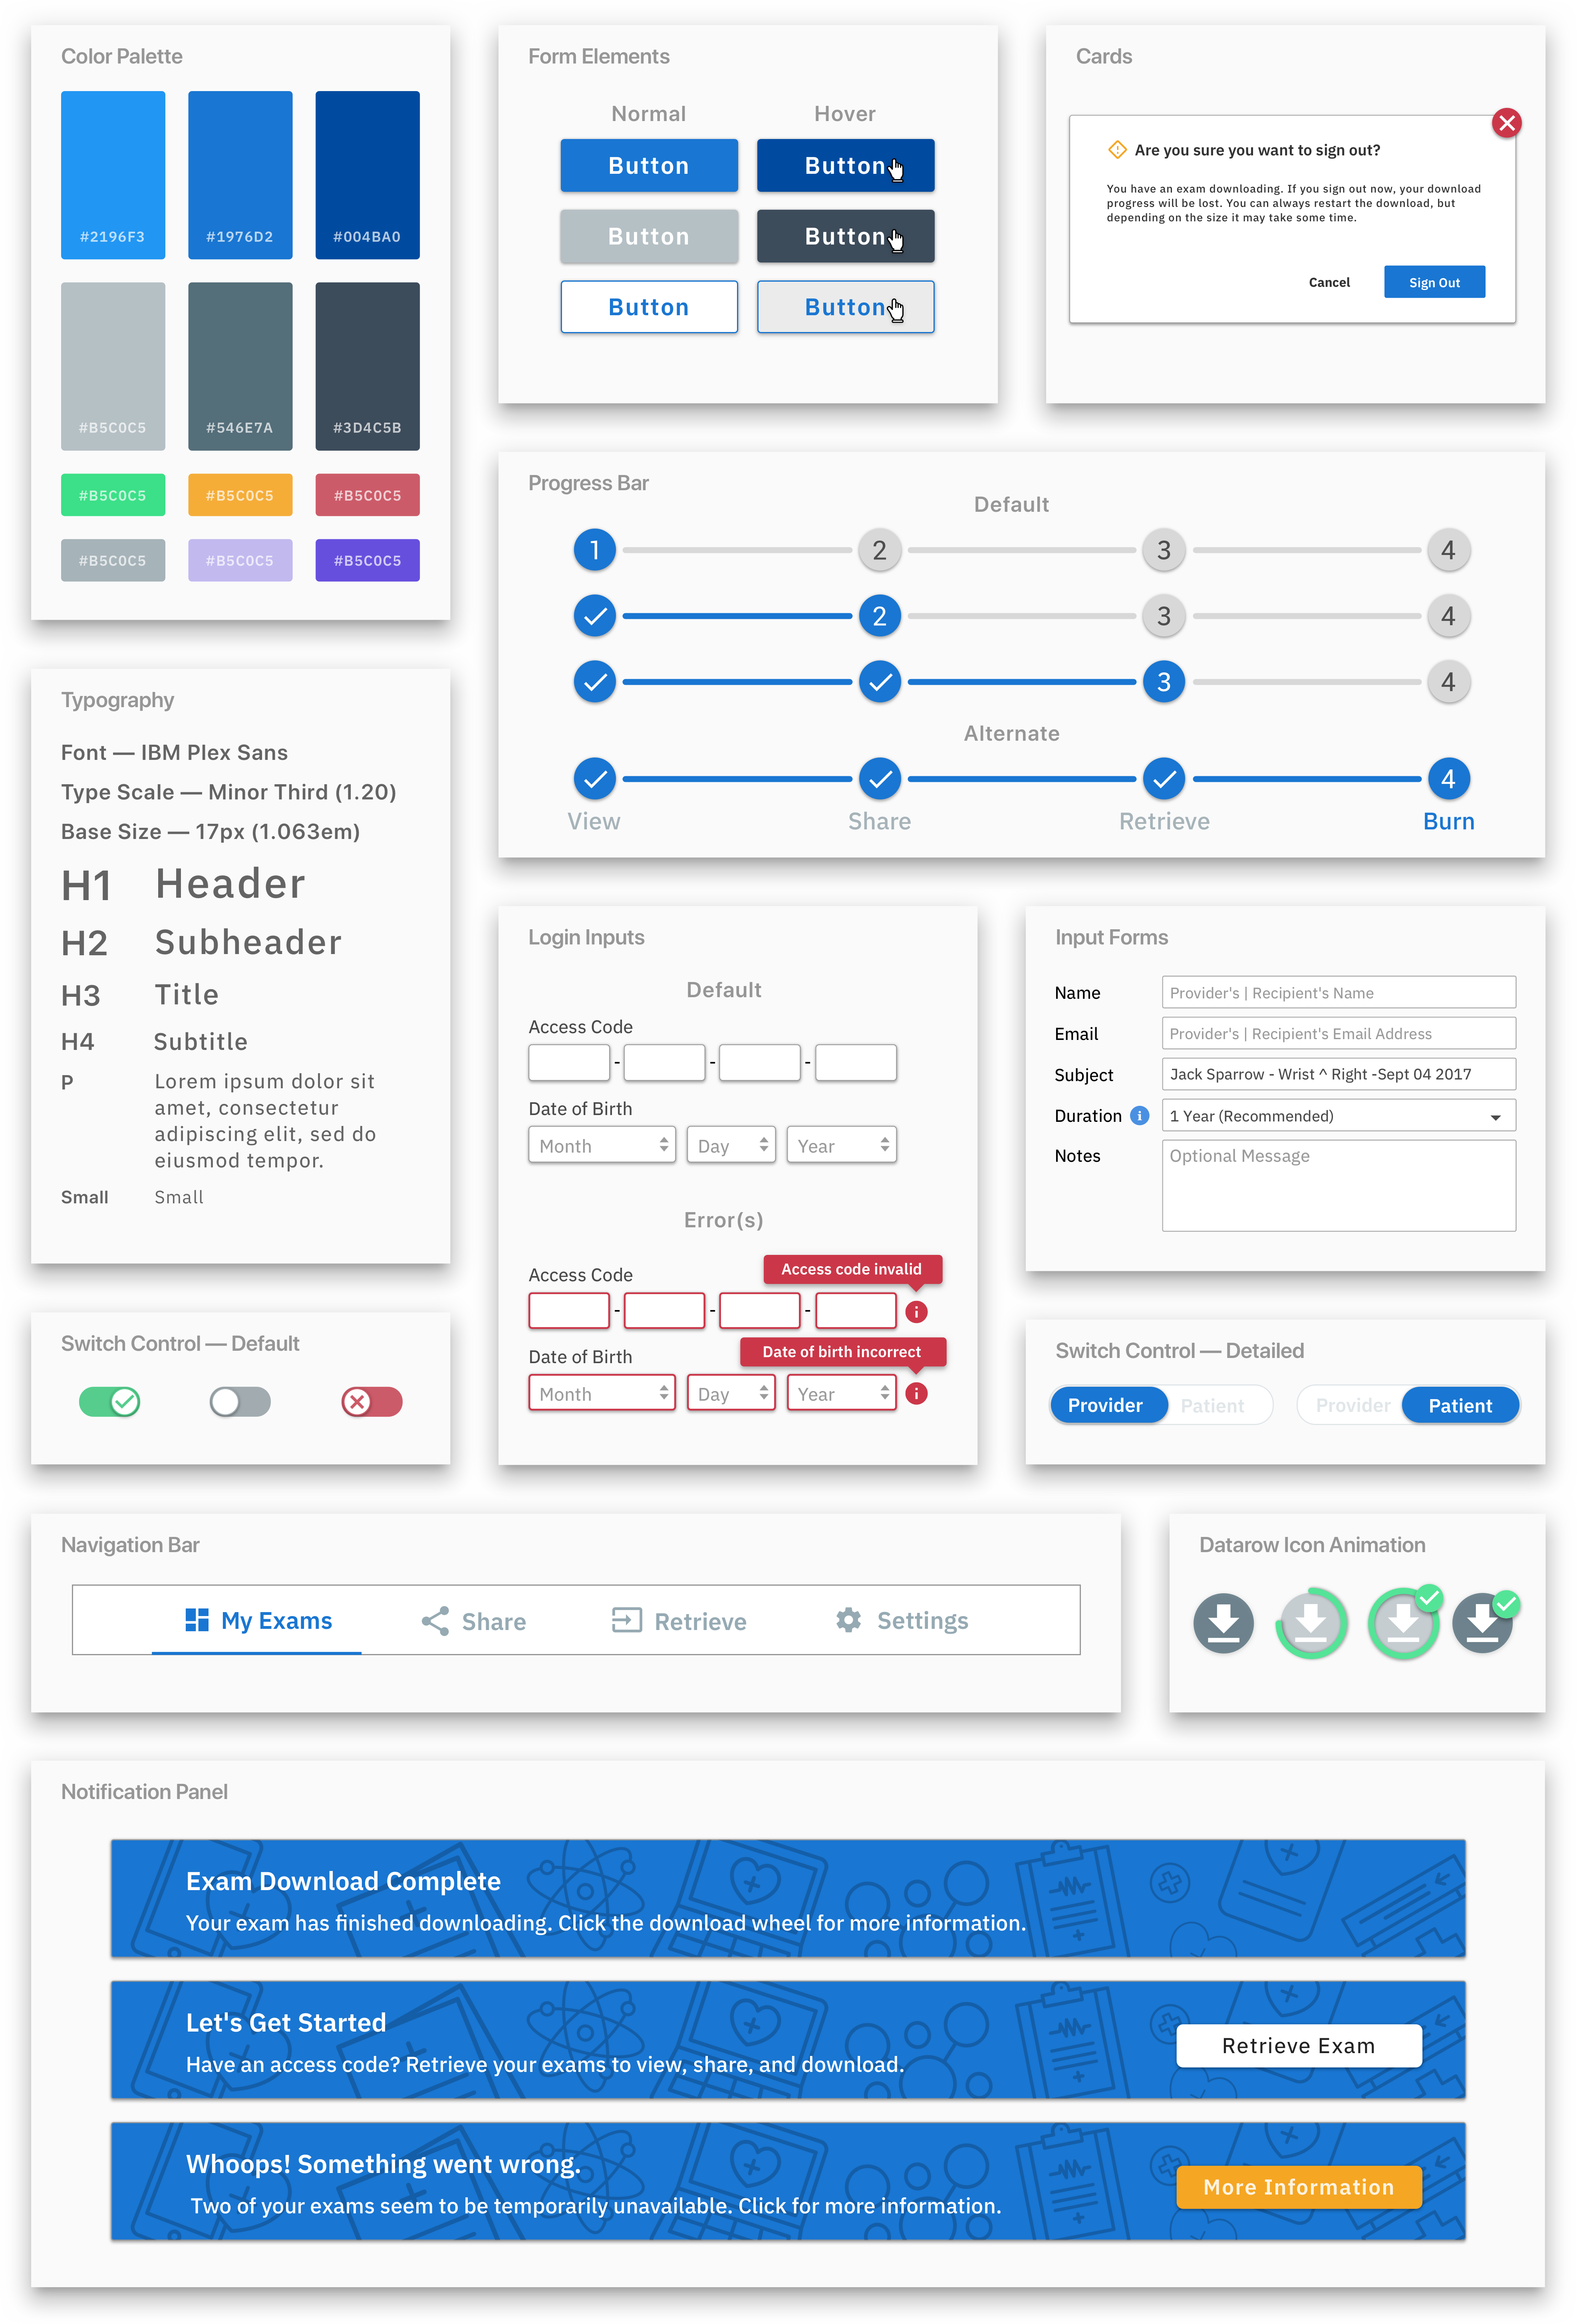 Color Palette
#2196F3 #1976D2 #004BA0
#B5C0C5 #546E7A #3D4C5B
#B5C0C5 #B5C0C5 #B5C0C5
#B5C0C5 #B5C0C5 #B5C0C5
Form Elements
Normal Hover
Button Button
Button Button
Button Button
Cards
Are you sure you want to sign out?
You have an exam downloading. If you sign out now, your download
progress will be lost. You can always restart the download, but
depending on the size it may take some time.
Cancel Sign Out
Progress Bar
Default
1 2 3 4
2 3 4
3 4
Alternate
4
View Share Retrieve Burn
Typography
Font — IBM Plex Sans
Type Scale — Minor Third (1.20)
Base Size — 17px (1.063em)
H1 Header
H2 Subheader
H3 Title
H4 Subtitle
P Lorem ipsum dolor sit
amet, consectetur
adipiscing elit, sed do
eiusmod tempor.
Small Small
Login Inputs
Default
Access Code
- - -
Date of Birth
Month Day Year
Error(s)
Access Code Access code invalid
- - - i
Date of Birth Date of birth incorrect
Month Day Year i
Input Forms
Name Provider's | Recipient's Name
Email Provider's | Recipient's Email Address
Subject Jack Sparrow - Wrist ^ Right -Sept 04 2017
Duration i 1 Year (Recommended)
Notes Optional Message
Switch Control — Default
Switch Control — Detailed
Provider Patient Provider Patient
Navigation Bar
My Exams Share Retrieve Settings
Datarow Icon Animation
Notification Panel
Exam Download Complete
Your exam has finished downloading. Click the download wheel for more information.
Let's Get Started
Have an access code? Retrieve your exams to view, share, and download.
Retrieve Exam
Whoops! Something went wrong.
Two of your exams seem to be temporarily unavailable. Click for more information.
More Information